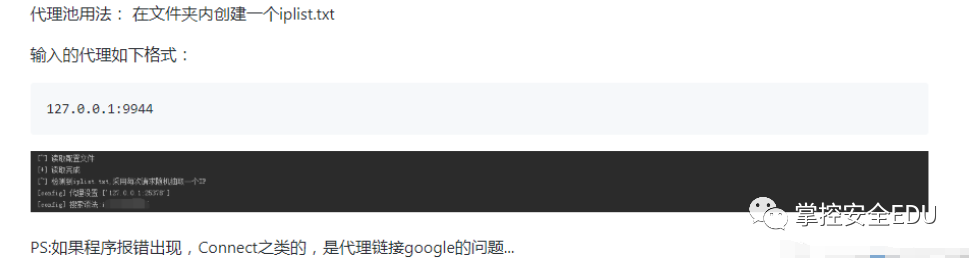 代理池用法： 在文件夹内创建一个iplist.txt
输入的代理如下格式：
127.0.0.1:9944
[*] 读取配置文件
[+] 读取完成
[*] 检测到iplist.txt,采用每次请求随机抽取一个IP
[config] 代理设置 ['127.0.0.1:25378']
[config] 搜索语法 :
掌控安全EDU
PS:如果程序报错出现，Connect之类的，是代理链接google的问题...